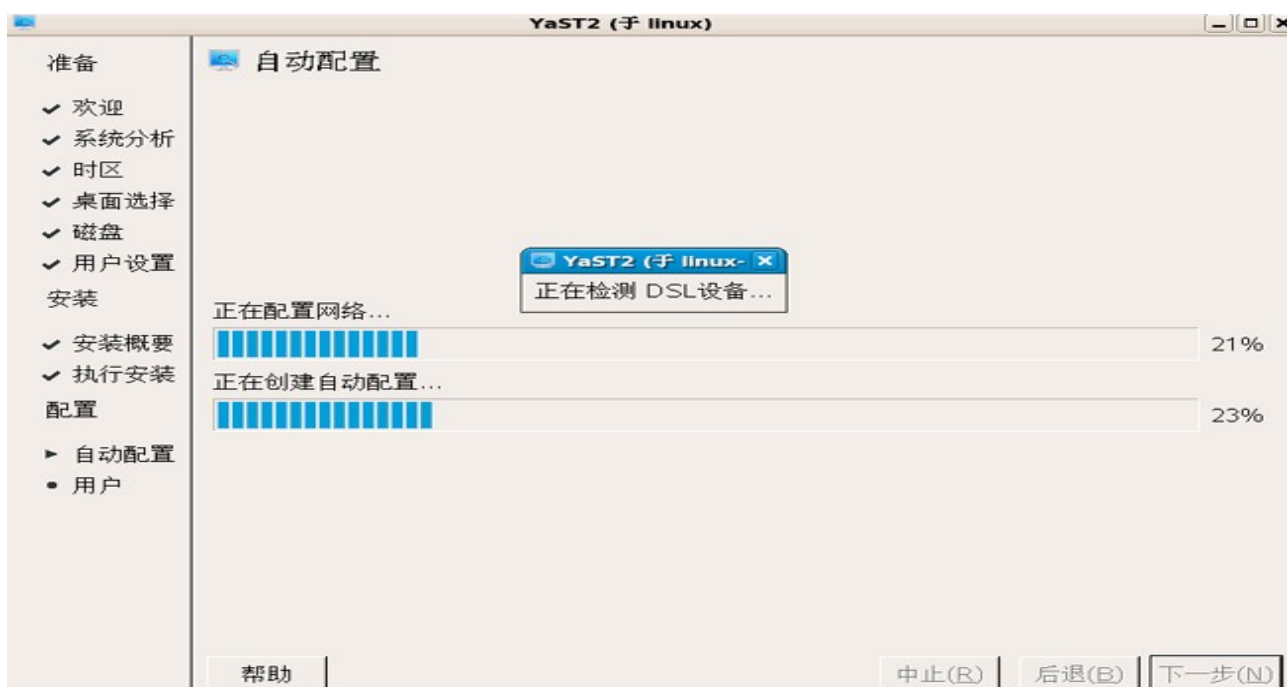 YaST2 (于 linux)
准备
欢迎
系统分析
时区
桌面选择
磁盘
用户设置
安装
安装概要
执行安装
配置
自动配置
用户
自动配置
YaST2 (于 linux-
正在检测 DSL设备...
正在配置网络...
21%
正在创建自动配置...
23%
帮助
中止(R)
后退(B)
下一步(N)